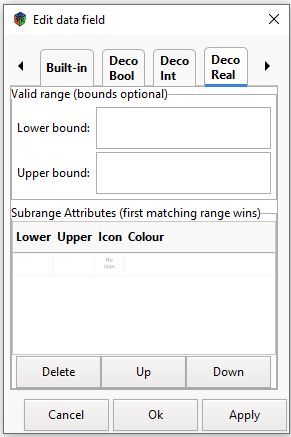 Edit data field
Built-in
Deco
Bool
Deco
Int
Deco
Real
Valid range (bounds optional)
Lower bound:
Upper bound:
Subrange Attributes (first matching range wins)
Lower Upper Icon Colour
No
Icon
Delete Up Down
Cancel Ok Apply